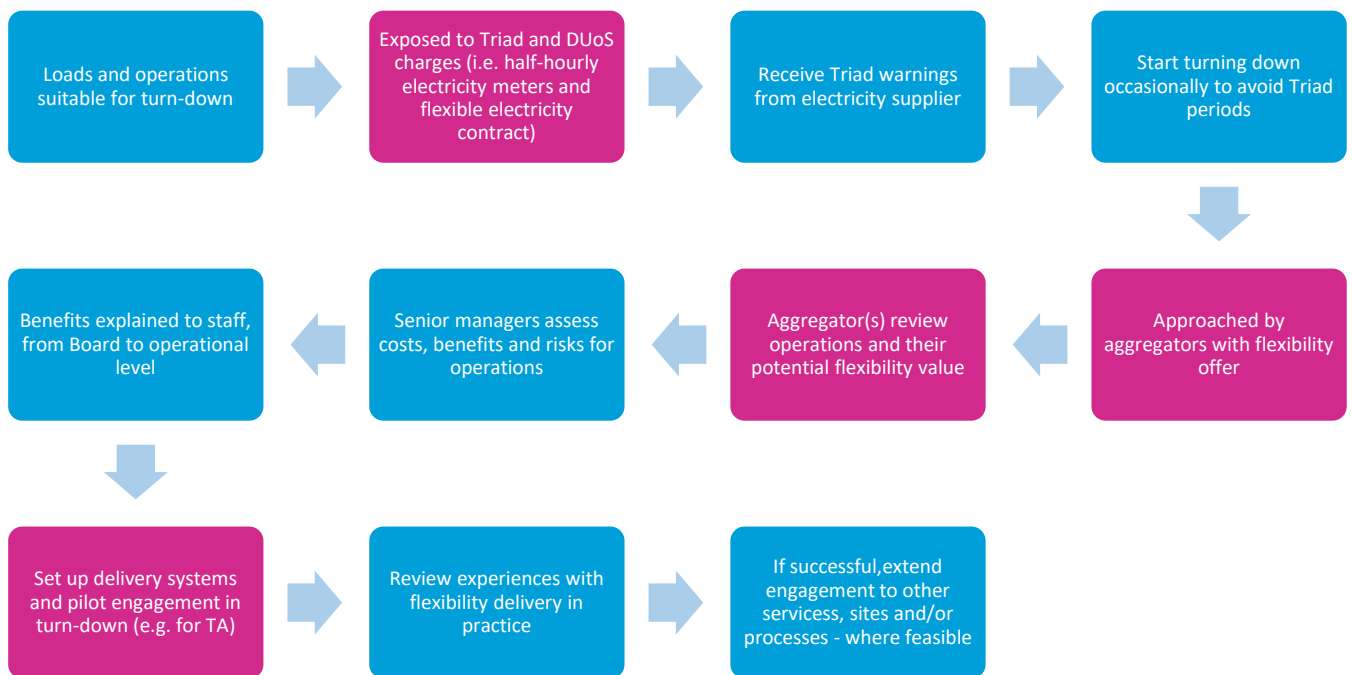 Loads and operations
suitable for turn-down
Exposed to Triad and DUoS
charges (i.e. half-hourly
electricity meters and
flexible electricity
contract)
Receive Triad warnings
from electricity supplier
Start turning down
occasionally to avoid Triad
periods
Approached by
aggregators with flexibility
offer
Aggregator(s) review
operations and their
potential flexibility value
Senior managers assess
costs, benefits and risks for
operations
Benefits explained to staff,
from Board to operational
level
Set up delivery systems
and pilot engagement in
turn-down (e.g. for TA)
Review experiences with
flexibility delivery in
practice
If successful,extend
engagement to other
servicess, sites and/or
processes - where feasible